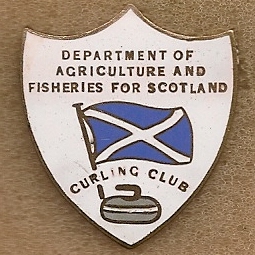 DEPARTMENT OF
AGRICULTURE AND
FISHERIES FOR SCOTLAND
CURLING CLUB